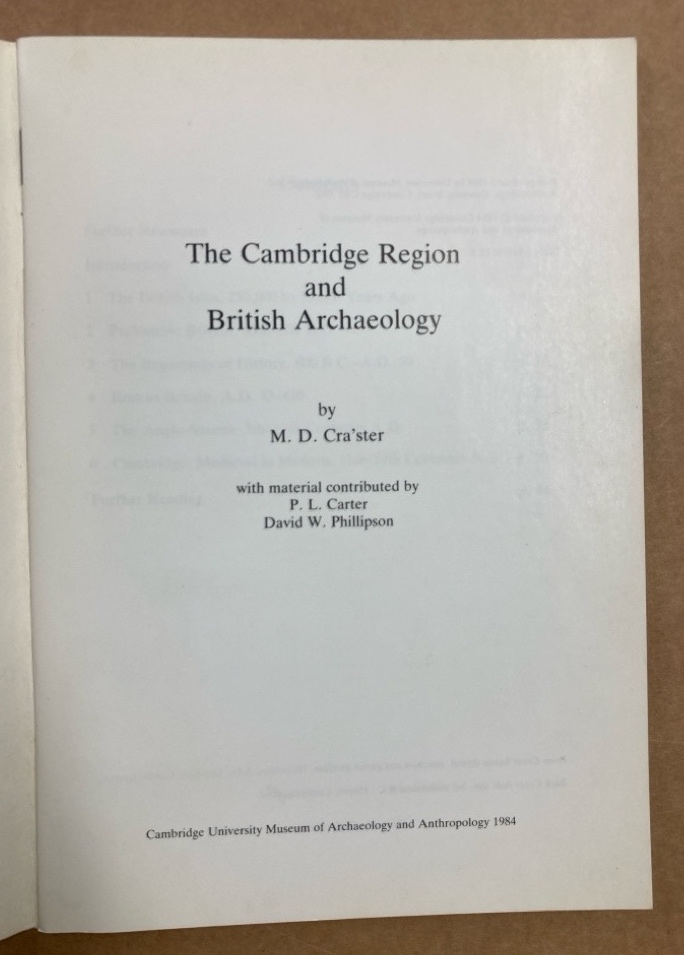 The Cambridge Region
and
British Archaeology
by
M. D. Cra'ster
with material contributed by
P. L. Carter
David W. Phillipson
Cambridge University Museum of Archaeology and Anthropology 1984